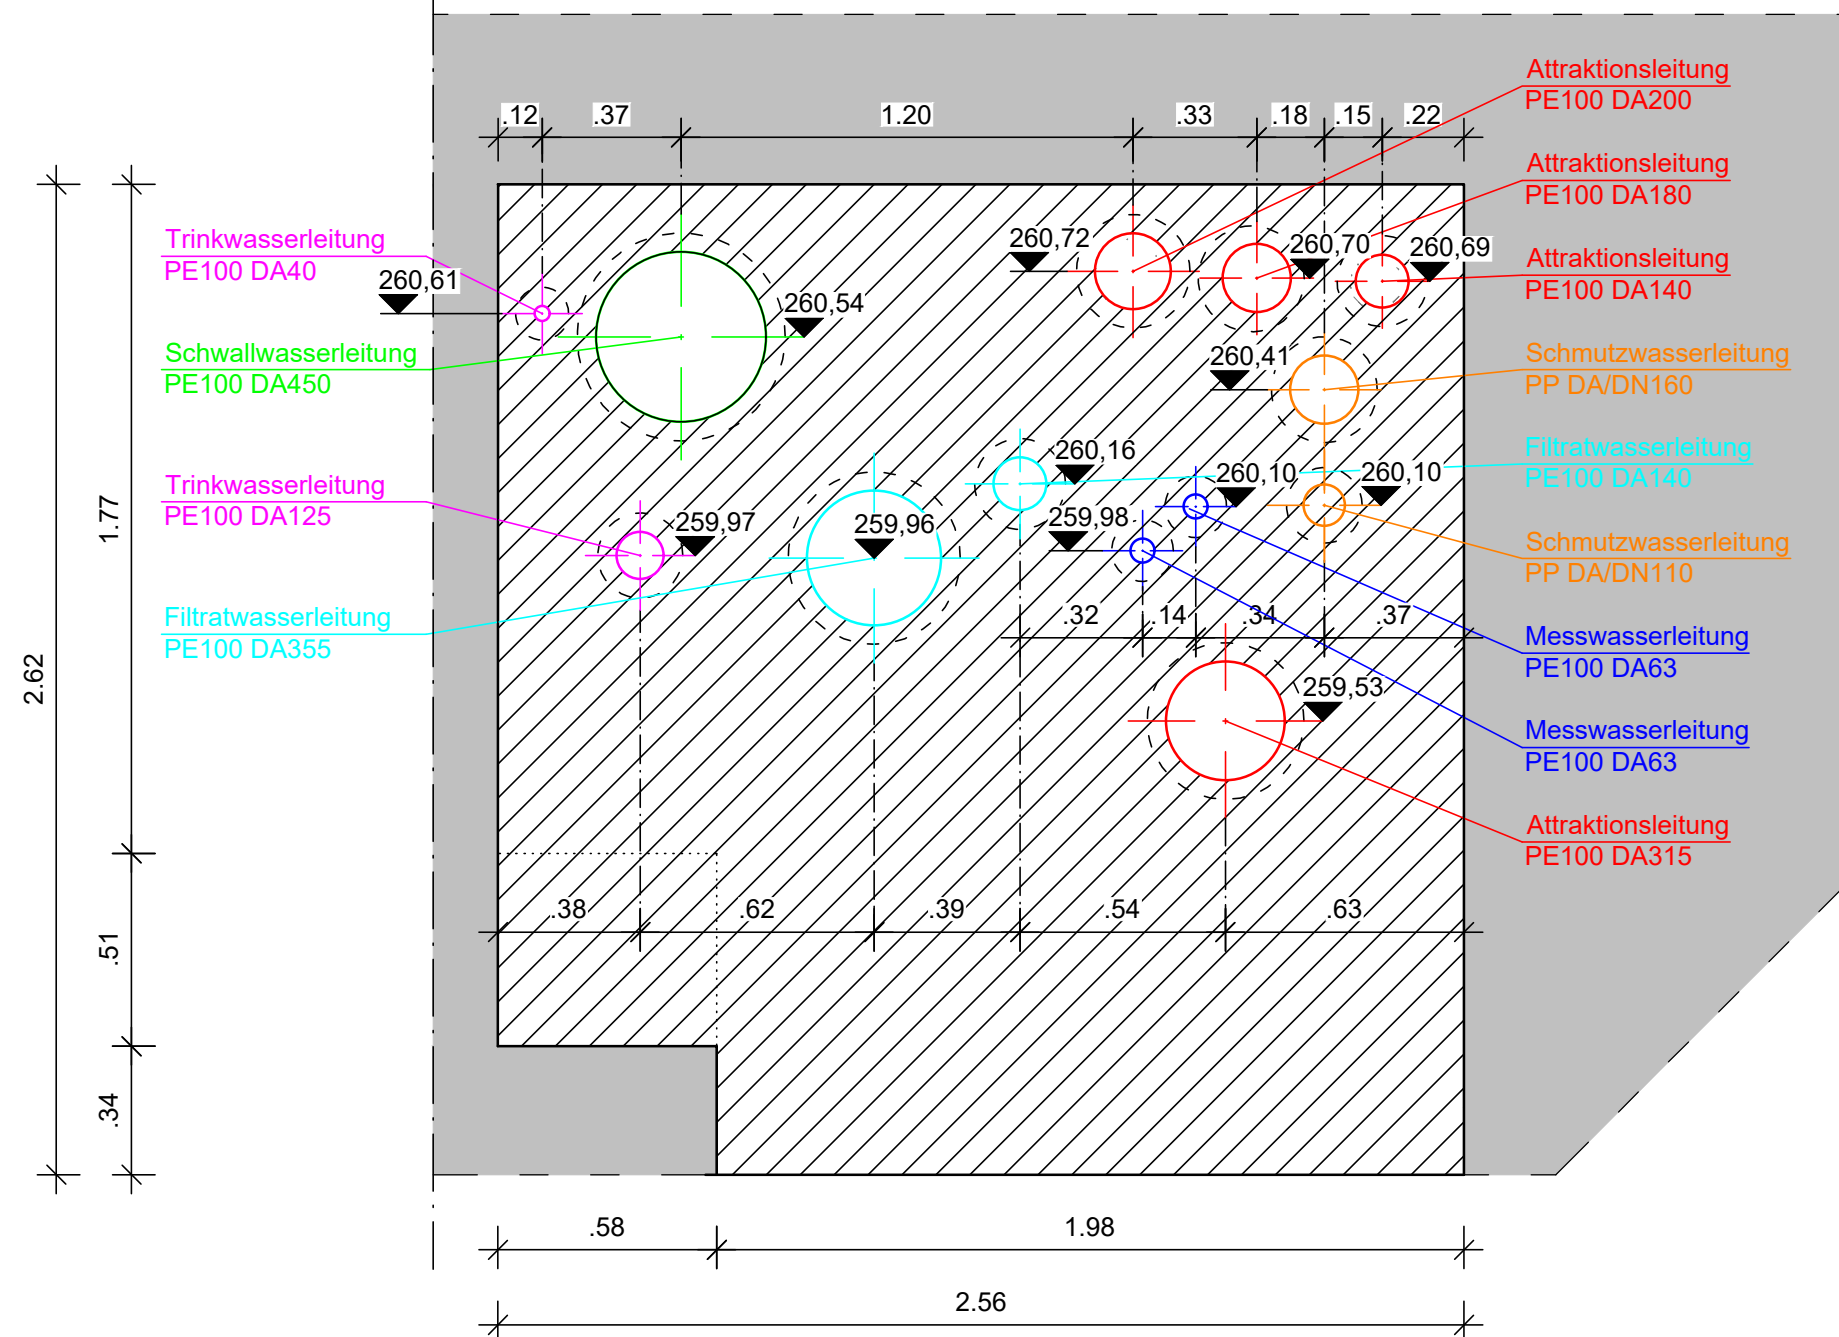 .12
.37
1.20
.33
.18
.15
.22
Attraktionsleitung
PE100 DA200
Attraktionsleitung
PE100 DA180
Trinkwasserleitung
PE100 DA40
260,61
260,54
260,72
260,70
260,69
Attraktionsleitung
PE100 DA140
Schwallwasserleitung
PE100 DA450
260,41
Schmutzwasserleitung
PP DA/DN160
Trinkwasserleitung
PE100 DA125
260,16
260,10
260,10
Filtratwasserleitung
PE100 DA140
1.77
259,97
259,96
259,98
Schmutzwasserleitung
PP DA/DN110
Filtratwasserleitung
PE100 DA355
.32
.14
.34
.37
Messwasserleitung
PE100 DA63
2.62
259,53
Messwasserleitung
PE100 DA63
Attraktionsleitung
PE100 DA315
.51
.38
.62
.39
.54
.63
.34
.58
1.98
2.56